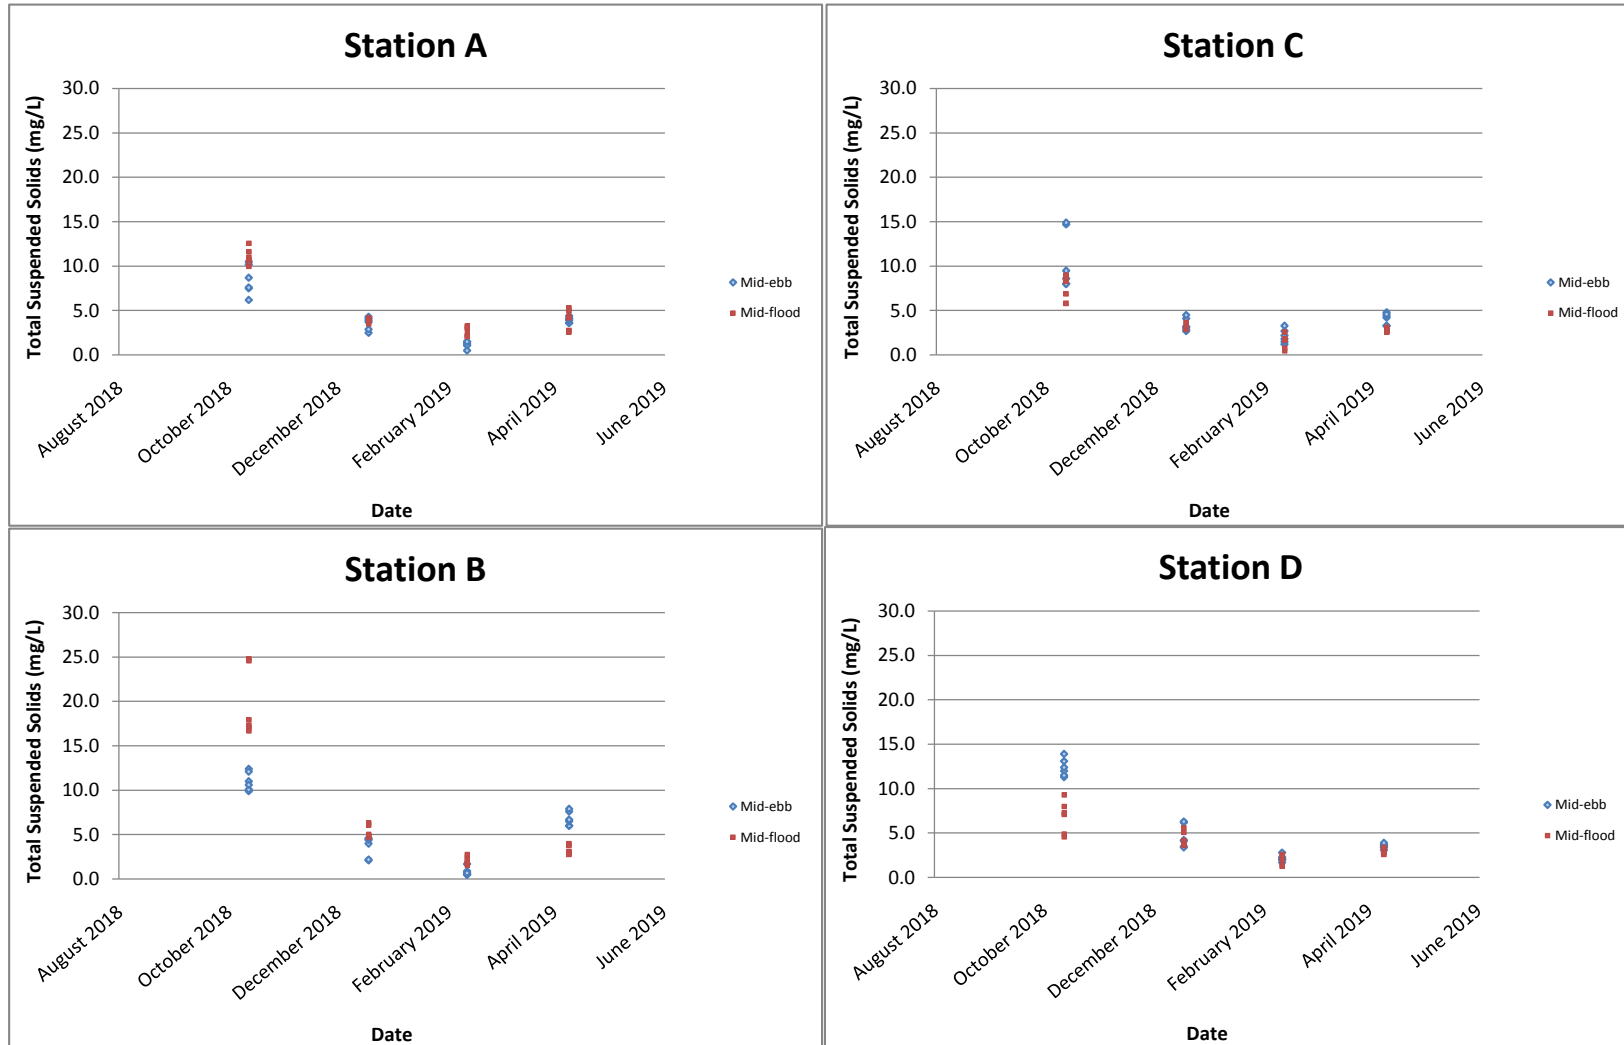 Station A
Total Suspended Solids (mg/L)
30.0
25.0
20.0
15.0
10.0
5.0
0.0
August 2018
October 2018
December 2018
February 2019
April 2019
June 2019
Date
Mid-ebb
Mid-flood
Station C
Total Suspended Solids (mg/L)
30.0
25.0
20.0
15.0
10.0
5.0
0.0
August 2018
October 2018
December 2018
February 2019
April 2019
June 2019
Date
Mid-ebb
Mid-flood
Station B
Total Suspended Solids (mg/L)
30.0
25.0
20.0
15.0
10.0
5.0
0.0
August 2018
October 2018
December 2018
February 2019
April 2019
June 2019
Date
Mid-ebb
Mid-flood
Station D
Total Suspended Solids (mg/L)
30.0
25.0
20.0
15.0
10.0
5.0
0.0
August 2018
October 2018
December 2018
February 2019
April 2019
June 2019
Date
Mid-ebb
Mid-flood